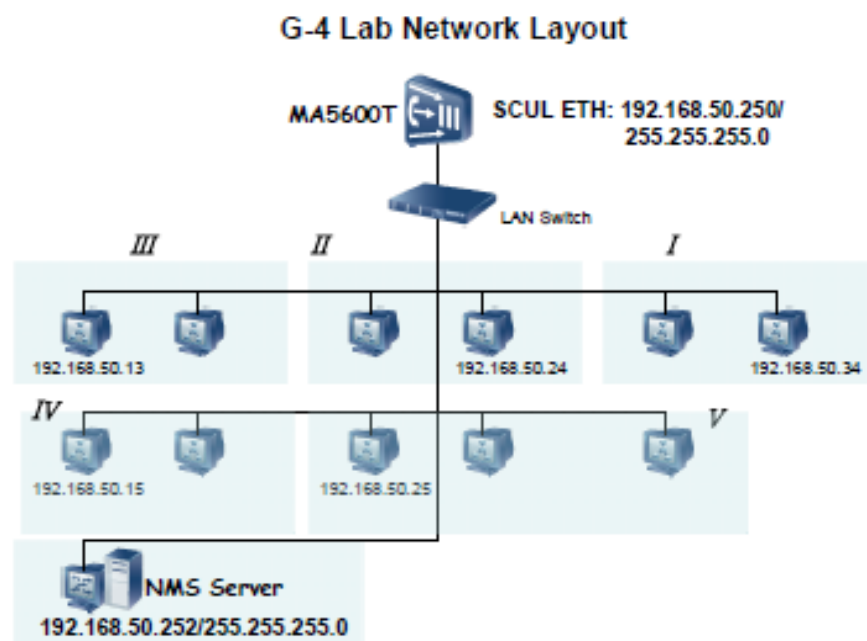 G-4 Lab Network Layout
MA5600T
SCUL ETH: 192.168.50.250/
255.255.255.0
LAN Switch
III
II
I
192.168.50.13
192.168.50.24
192.168.50.34
IV
V
192.168.50.15
192.168.50.25
NMS Server
192.168.50.252/255.255.255.0